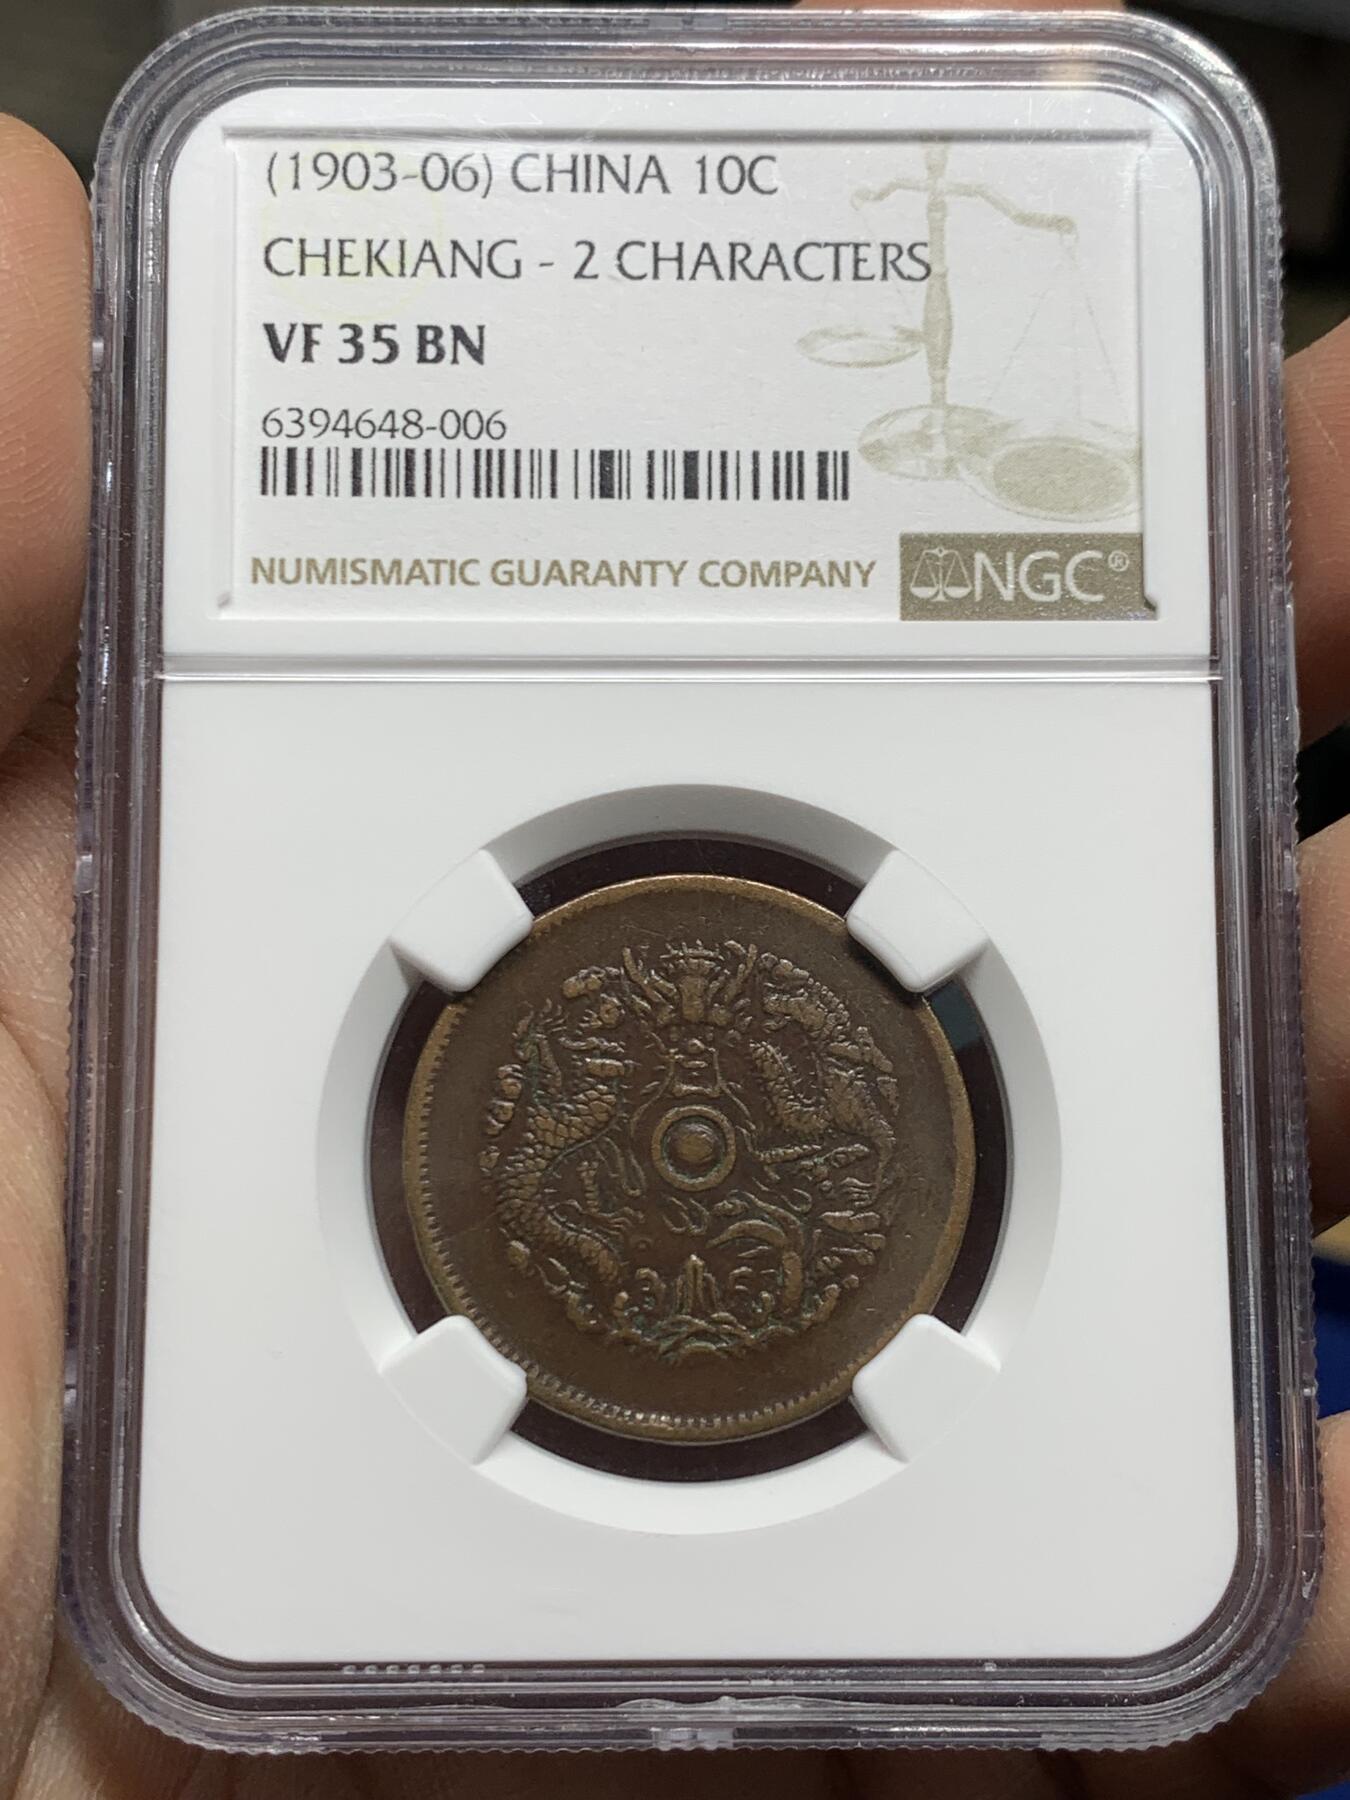 (1903-06) CHINA 10C
CHEKIANG - 2 CHARACTERS
VF 35 BN
6394648-006
NUMISMATIC GUARANTY COMPANY
NGC®